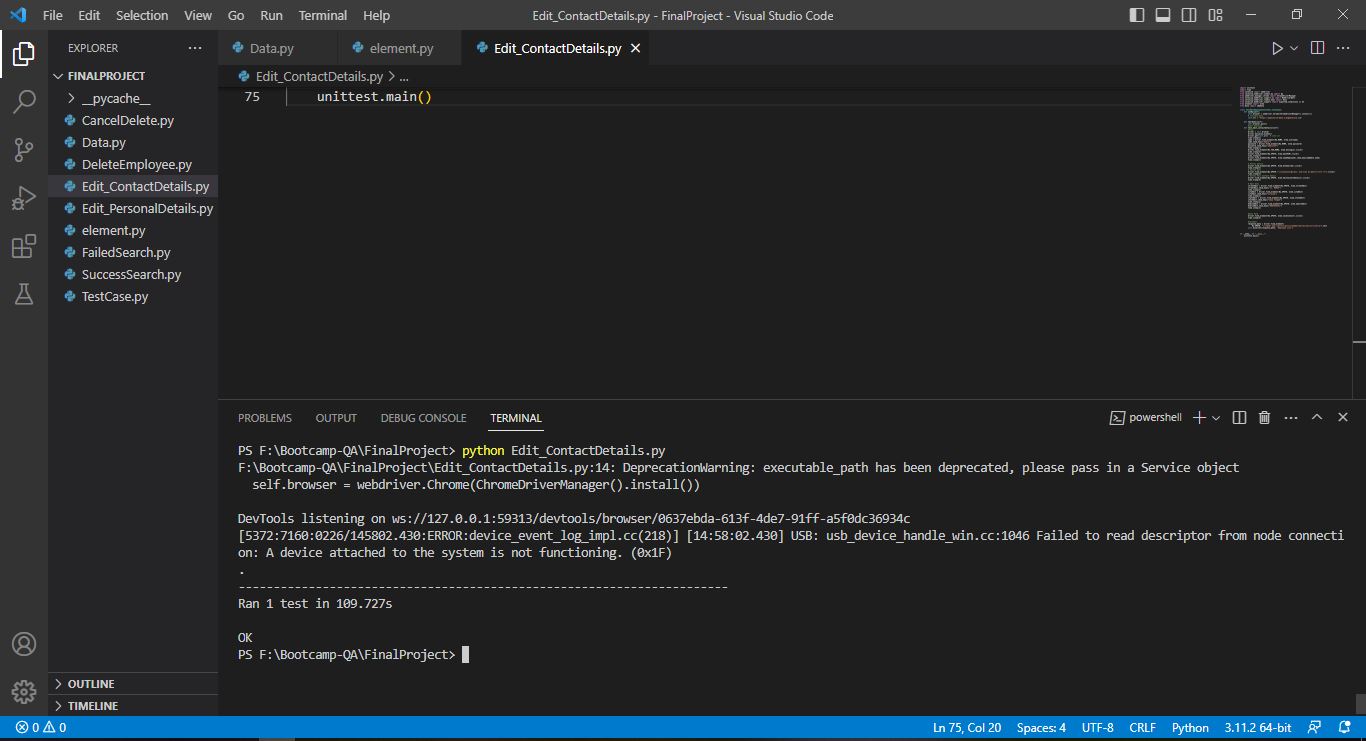 File Edit Selection View Go Run Terminal Help
Edit_ContactDetails.py - FinalProject - Visual Studio Code
EXPLORER
FINALPROJECT
__pycache__
CancelDelete.py
Data.py
DeleteEmployee.py
Edit_ContactDetails.py
Edit_PersonalDetails.py
element.py
FailedSearch.py
SuccessSearch.py
TestCase.py
OUTLINE
TIMELINE
Data.py element.py Edit_ContactDetails.py
Edit_ContactDetails.py > ...
75 unittest.main()
PROBLEMS OUTPUT DEBUG CONSOLE TERMINAL
powershell
PS F:\Bootcamp-QA\FinalProject> python Edit_ContactDetails.py
F:\Bootcamp-QA\FinalProject\Edit_ContactDetails.py:14: DeprecationWarning: executable_path has been deprecated, please pass in a Service object
self.browser = webdriver.Chrome(ChromeDriverManager().install())
DevTools listening on ws://127.0.0.1:59313/devtools/browser/0637ebda-613f-4de7-91ff-a5f0dc36934c
[5372:7160:0226/145802.430:ERROR:device_event_log_impl.cc(218)] [14:58:02.430] USB: usb_device_handle_win.cc:1046 Failed to read descriptor from node connecti
on: A device attached to the system is not functioning. (0x1F)
.
----------------------------------------------------------------------
Ran 1 test in 109.727s
OK
PS F:\Bootcamp-QA\FinalProject>
0 0
Ln 75, Col 20 Spaces: 4 UTF-8 CRLF Python 3.11.2 64-bit